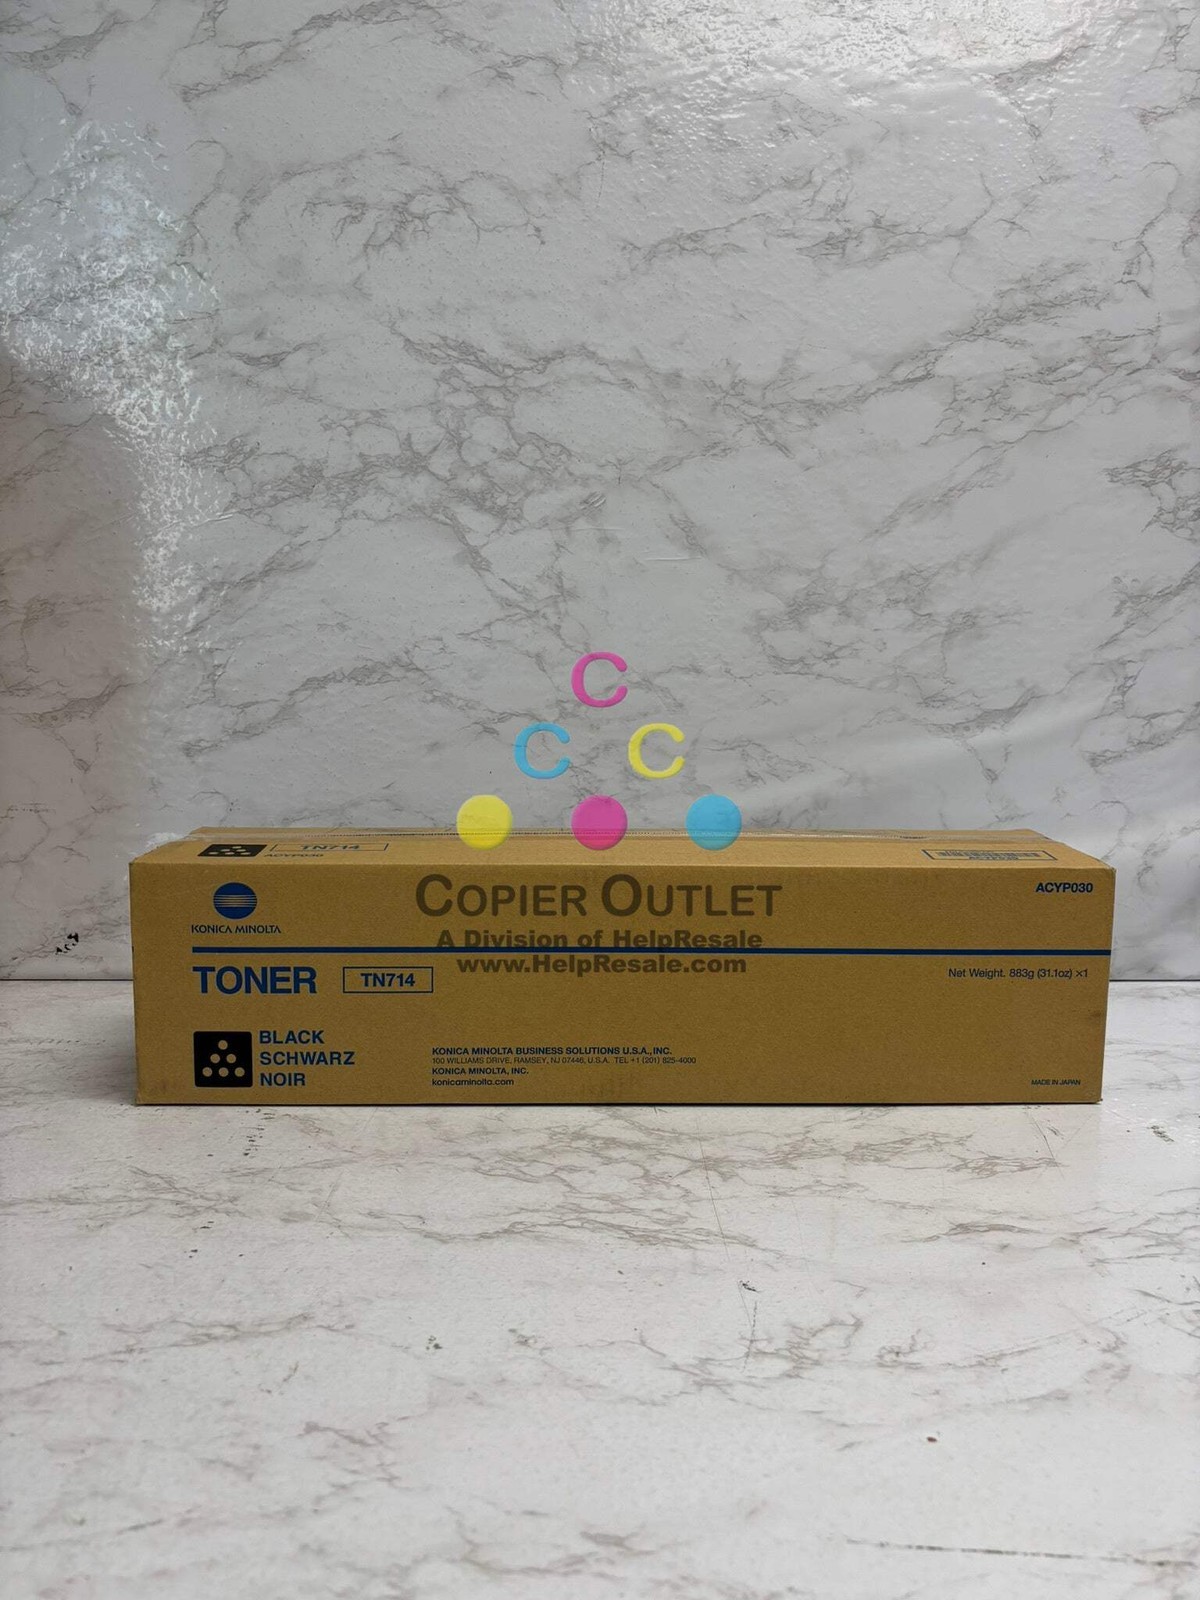 C
C C
TN714
ACYP030
ACYP030
COPIER OUTLET
A Division of HelpResale
www.HelpResale.com
KONICA MINOLTA
ACYP030
TONER TN714
Net Weight. 883g (31.1oz) ×1
BLACK
SCHWARZ
NOIR
KONICA MINOLTA BUSINESS SOLUTIONS U.S.A., INC.
100 WILLIAMS DRIVE, RAMSEY, NJ 07446, U.S.A. TEL +1 (201) 825-4000
KONICA MINOLTA, INC.
konicaminolta.com
MADE IN JAPAN